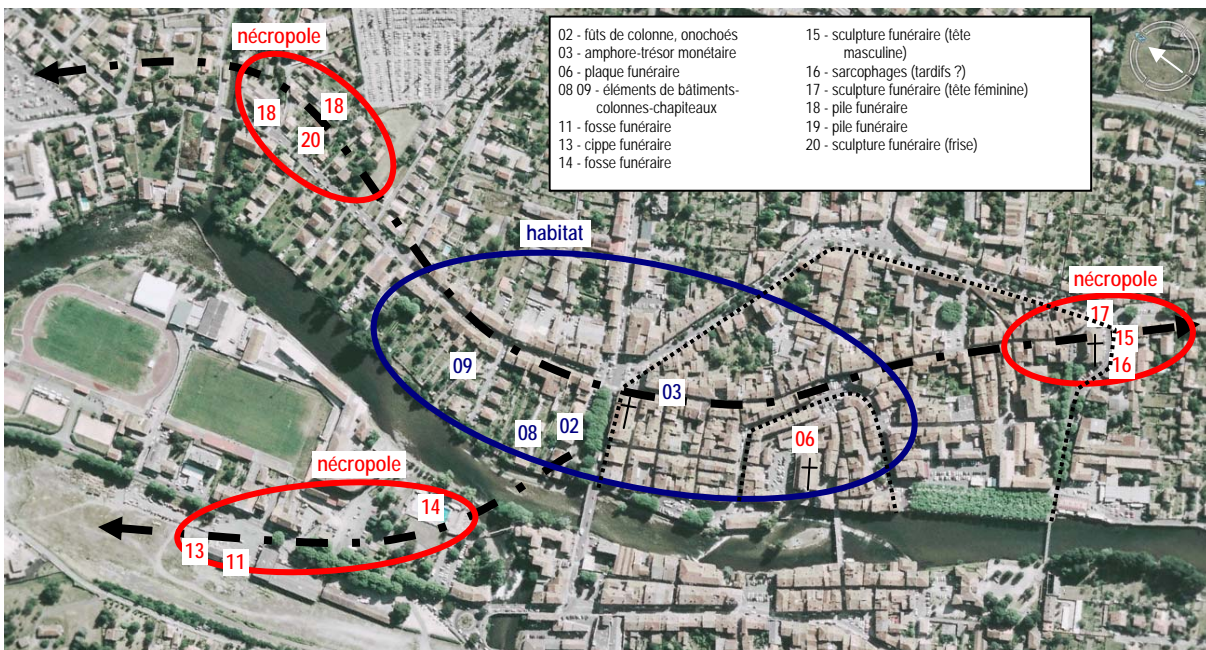 nécropole
18
18
20
02 - fûts de colonne, onochoés
03 - amphore-trésor monétaire
06 - plaque funéraire
08 09 - éléments de bâtiments-
colonnes-chapiteaux
11 - fosse funéraire
13 - cippe funéraire
14 - fosse funéraire
15 - sculpture funéraire (tète
masculine)
16 - sarcophages (tardifs ?)
17 - sculpture funéraire (tête féminine)
18 - pile funéraire
19 - pile funéraire
20 - sculpture funéraire (frise)
habitat
09
03
08
02
06
nécropole
17
15
16
nécropole
14
13
11